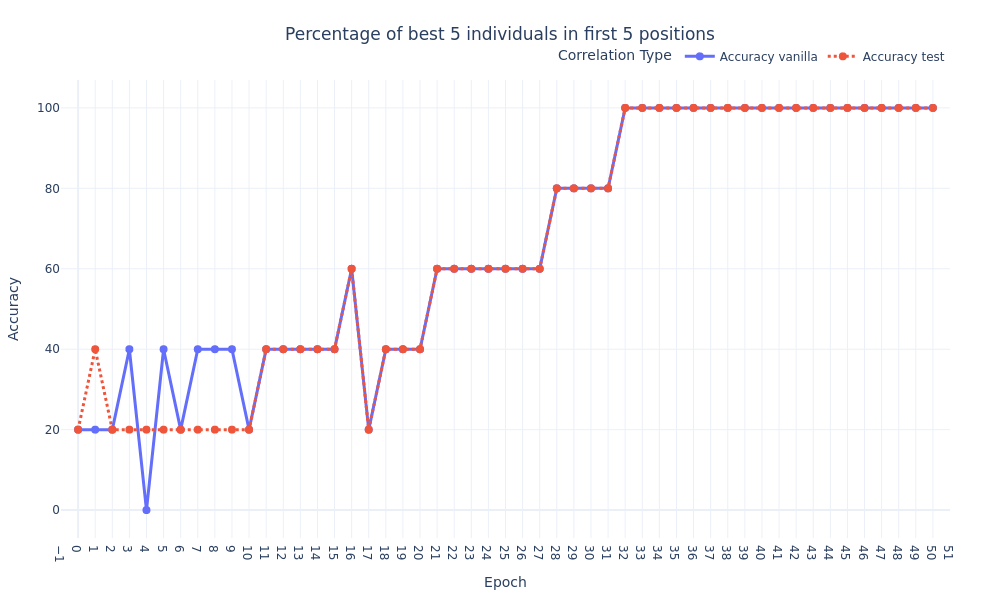 Percentage of best 5 individuals in first 5 positions
Correlation Type Accuracy vanilla Accuracy test
100
80
60
40
20
0
Accuracy
−1 0 1 2 3 4 5 6 7 8 9 10 11 12 13 14 15 16 17 18 19 20 21 22 23 24 25 26 27 28 29 30 31 32 33 34 35 36 37 38 39 40 41 42 43 44 45 46 47 48 49 50 51
Epoch